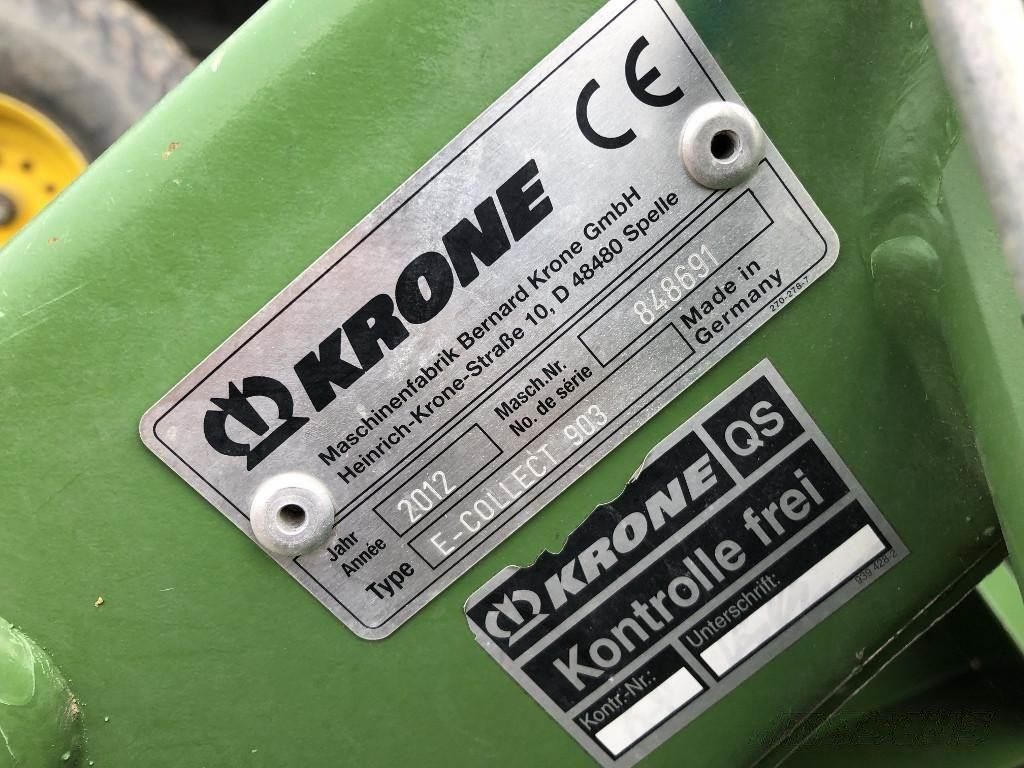 CE
KRONE
Maschinenfabrik Bernard Krone GmbH
Heinrich-Krone-Straße 10, D 48480 Spelle
Jahr
Année
2012
Masch.Nr.
No. de série
848691
Type
E-COLLECT 903
Made in
Germany
270-278-7
KRONE
QS
Kontrolle frei
Kontr.-Nr.:
Unterschrift:
939 428 2